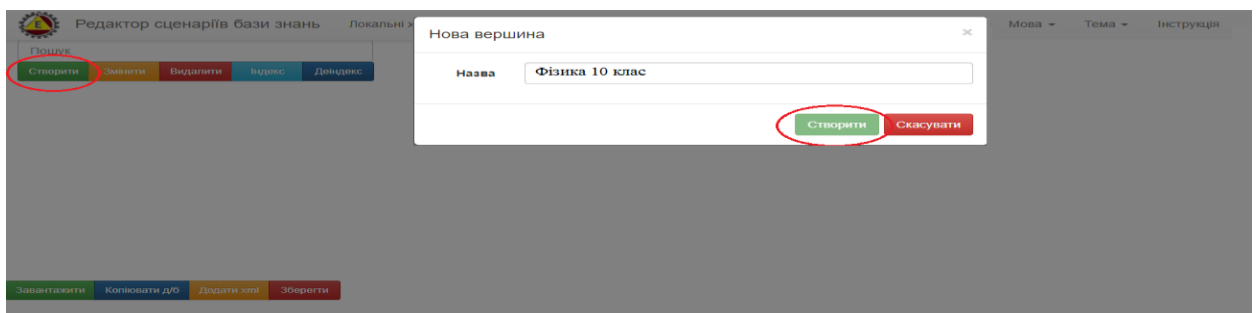 Редактор сценаріїв бази знань Локальні х Мова Тема Інструкція
Нова вершина ×
Пошук
Створити Змінити Видалити Індекс Деіндекс
Назва Фізика 10 клас
Створити Скасувати
Завантажити Копіювати д/б Додати xml Зберегти